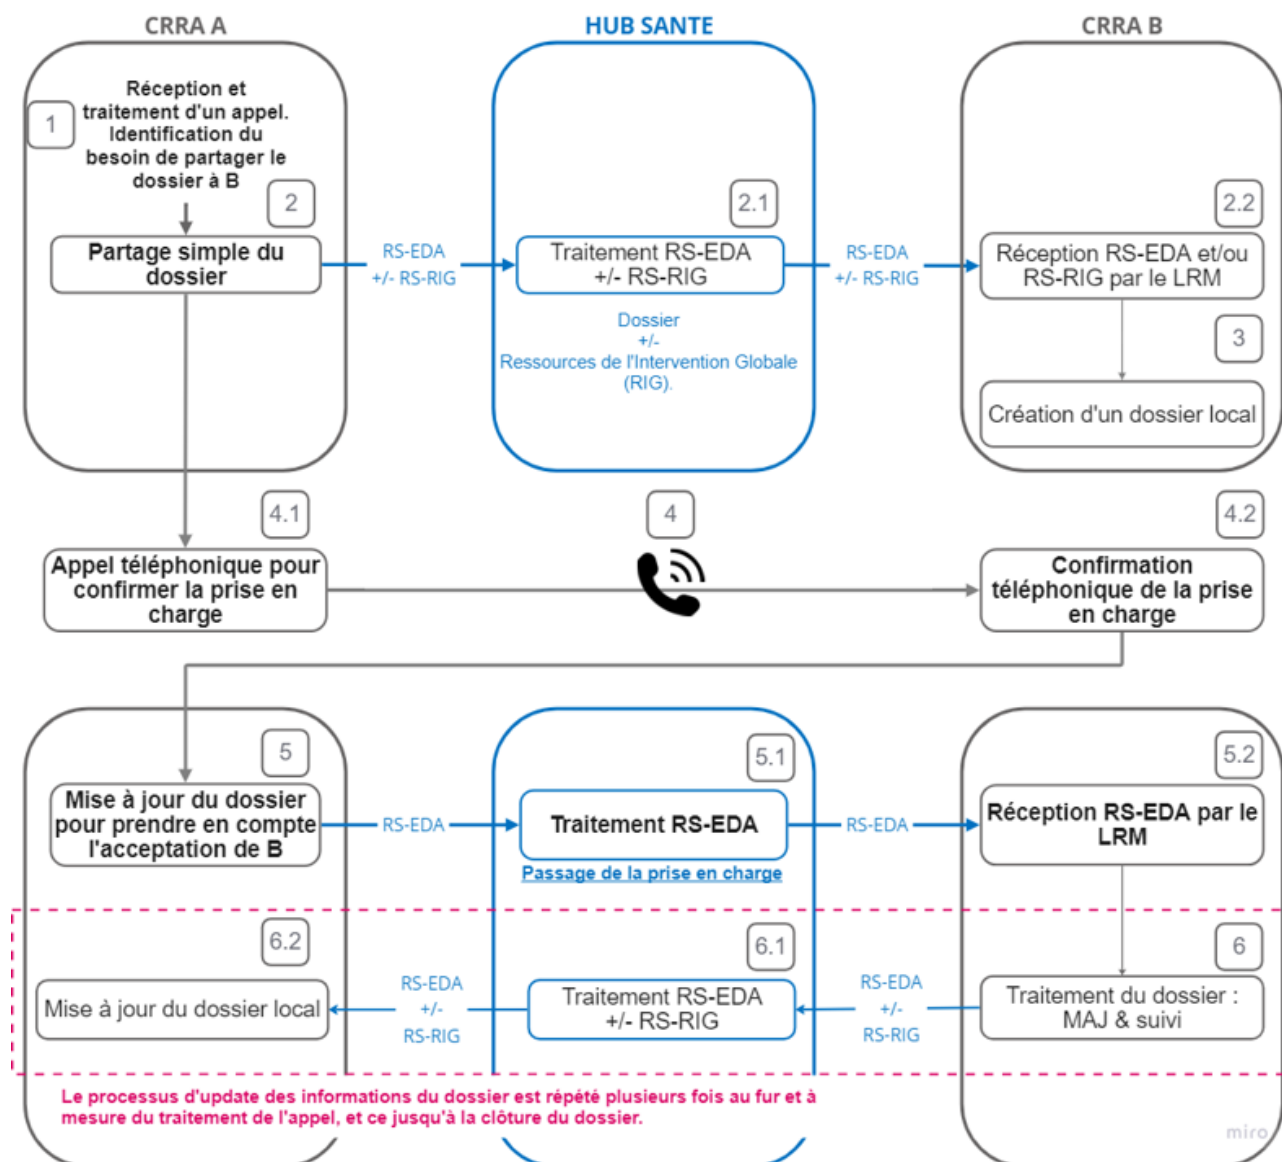 CRRA A
HUB SANTE
CRRA B
Réception et
traitement d'un appel.
Identification du
besoin de partager le
dossier à B
1
2
Partage simple du
dossier
RS-EDA
+/- RS-RIG
2.1
Traitement RS-EDA
+/- RS-RIG
Dossier
+/-
Ressources de l'Intervention Globale
(RIG).
RS-EDA
+/- RS-RIG
2.2
Réception RS-EDA et/ou
RS-RIG par le LRM
3
Création d'un dossier local
4.1
Appel téléphonique pour
confirmer la prise en
charge
4
4.2
Confirmation
téléphonique de la prise
en charge
5
Mise à jour du dossier
pour prendre en compte
l'acceptation de B
RS-EDA
5.1
Traitement RS-EDA
Passage de la prise en charge
RS-EDA
5.2
Réception RS-EDA par le
LRM
6.2
Mise à jour du dossier local
RS-EDA
+/-
RS-RIG
6.1
Traitement RS-EDA
+/- RS-RIG
RS-EDA
+/-
RS-RIG
6
Traitement du dossier :
MAJ & suivi
Le processus d'update des informations du dossier est répété plusieurs fois au fur et à
mesure du traitement de l'appel, et ce jusqu'à la clôture du dossier.
miro